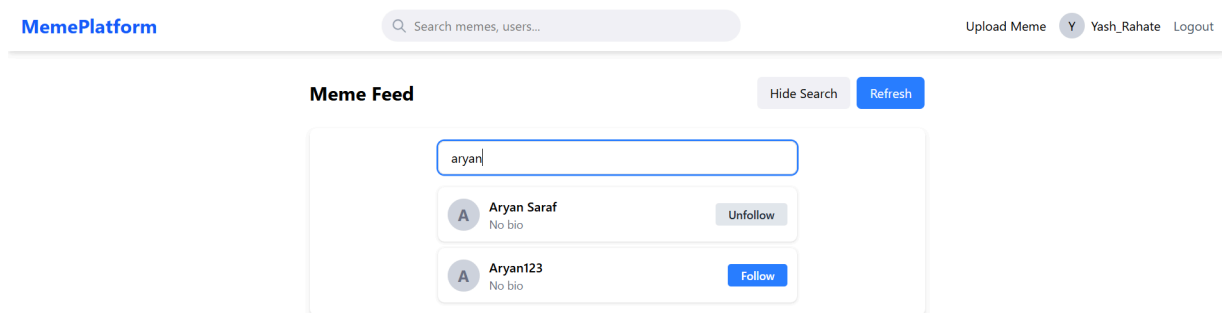 MemePlatform Search memes, users... Upload Meme Y Yash_Rahate Logout
Meme Feed Hide Search Refresh
aryan
A Aryan Saraf Unfollow
No bio
A Aryan123 Follow
No bio